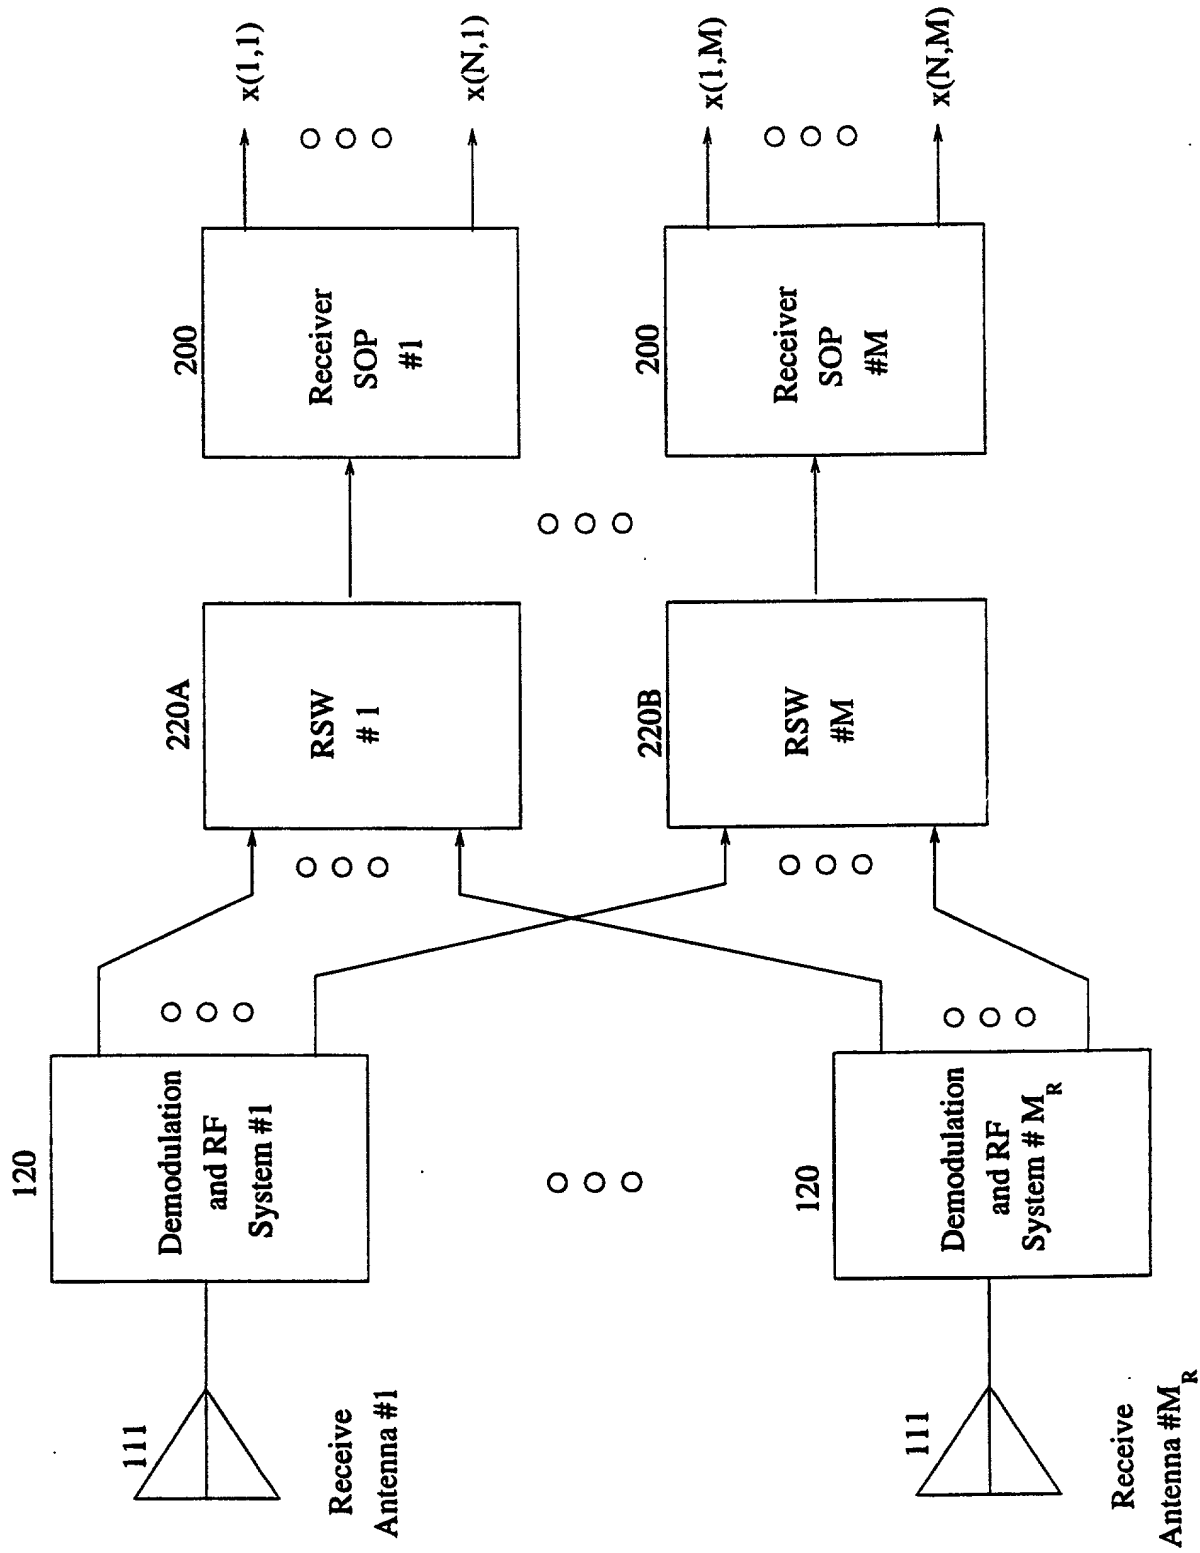 111
Receive
Antenna #1
120
Demodulation
and RF
System #1
220A
RSW
# 1
200
Receiver
SOP
#1
x(1,1)
x(N,1)
111
Receive
Antenna #M_R
120
Demodulation
and RF
System # M_R
220B
RSW
#M
200
Receiver
SOP
#M
x(1,M)
x(N,M)